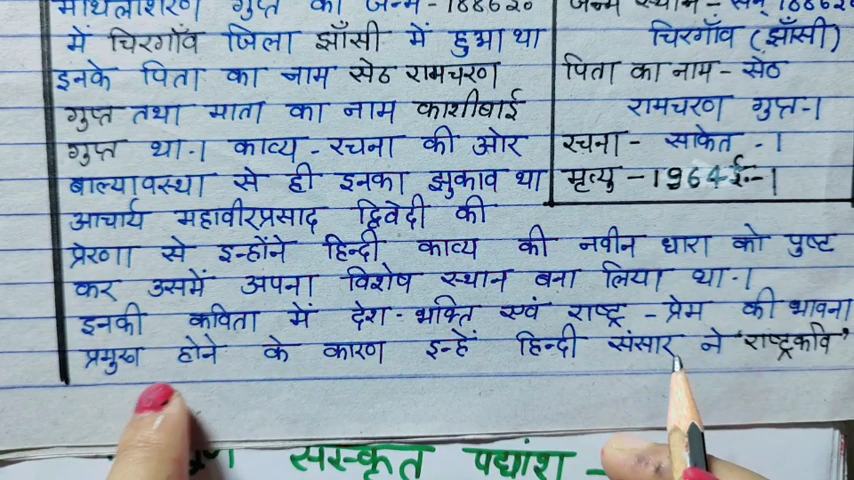 मैथिलीशरण गुप्त का जन्म - 1886ई०
में चिरगाँव जिला झाँसी में हुआ था
इनके पिता का नाम सेठ रामचरण
गुप्त तथा माता का नाम काशीबाई
गुप्त था-। काव्य - रचना की ओर
बाल्यावस्था से ही इनका झुकाव था
आचार्य महावीरप्रसाद द्विवेदी की
प्रेरणा से इन्होंने हिन्दी काव्य की नवीन धारा को पुष्ट
कर उसमें अपना विशेष स्थान बना लिया था-।
इनकी कविता में देश-भक्ति एवं राष्ट्र - प्रेम की भावना
प्रमुख होने के कारण इन्हें हिन्दी संसार ने "राष्ट्रकवि"
जन्म स्थान - सन् 1886ई०
चिरगाँव (झाँसी)
पिता का नाम - सेठ
रामचरण गुप्त-।
रचना - साकेत -।
मृत्यु - 1964ई.-।
संस्कृत पद्यांश -